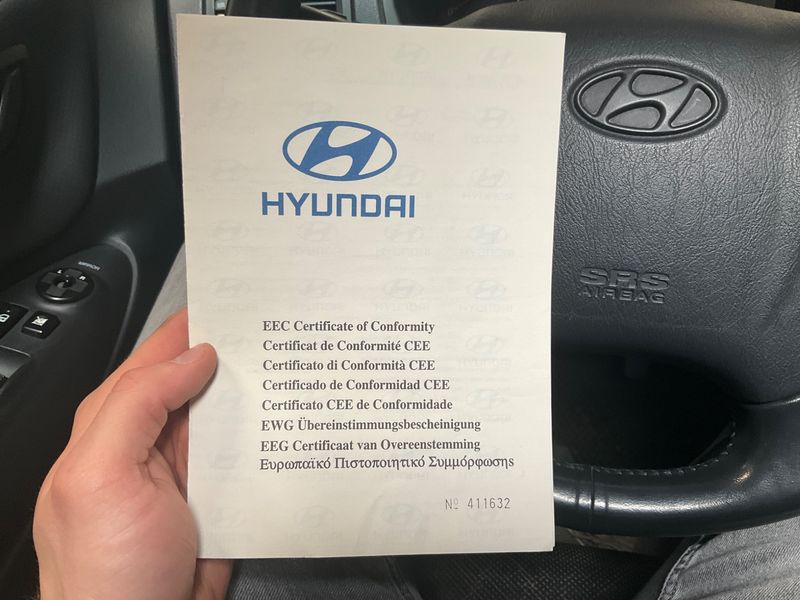 HYUNDAI
EEC Certificate of Conformity
Certificat de Conformité CEE
Certificato di Conformità CEE
Certificado de Conformidad CEE
Certificato CEE de Conformidade
EWG Übereinstimmungsbescheinigung
EEG Certificaat van Overeenstemming
Ευρωπαϊκό Πιστοποιητικό Συμμόρφωσης
Nº 411632
SRS
AIRBAG
MIRROR
L R